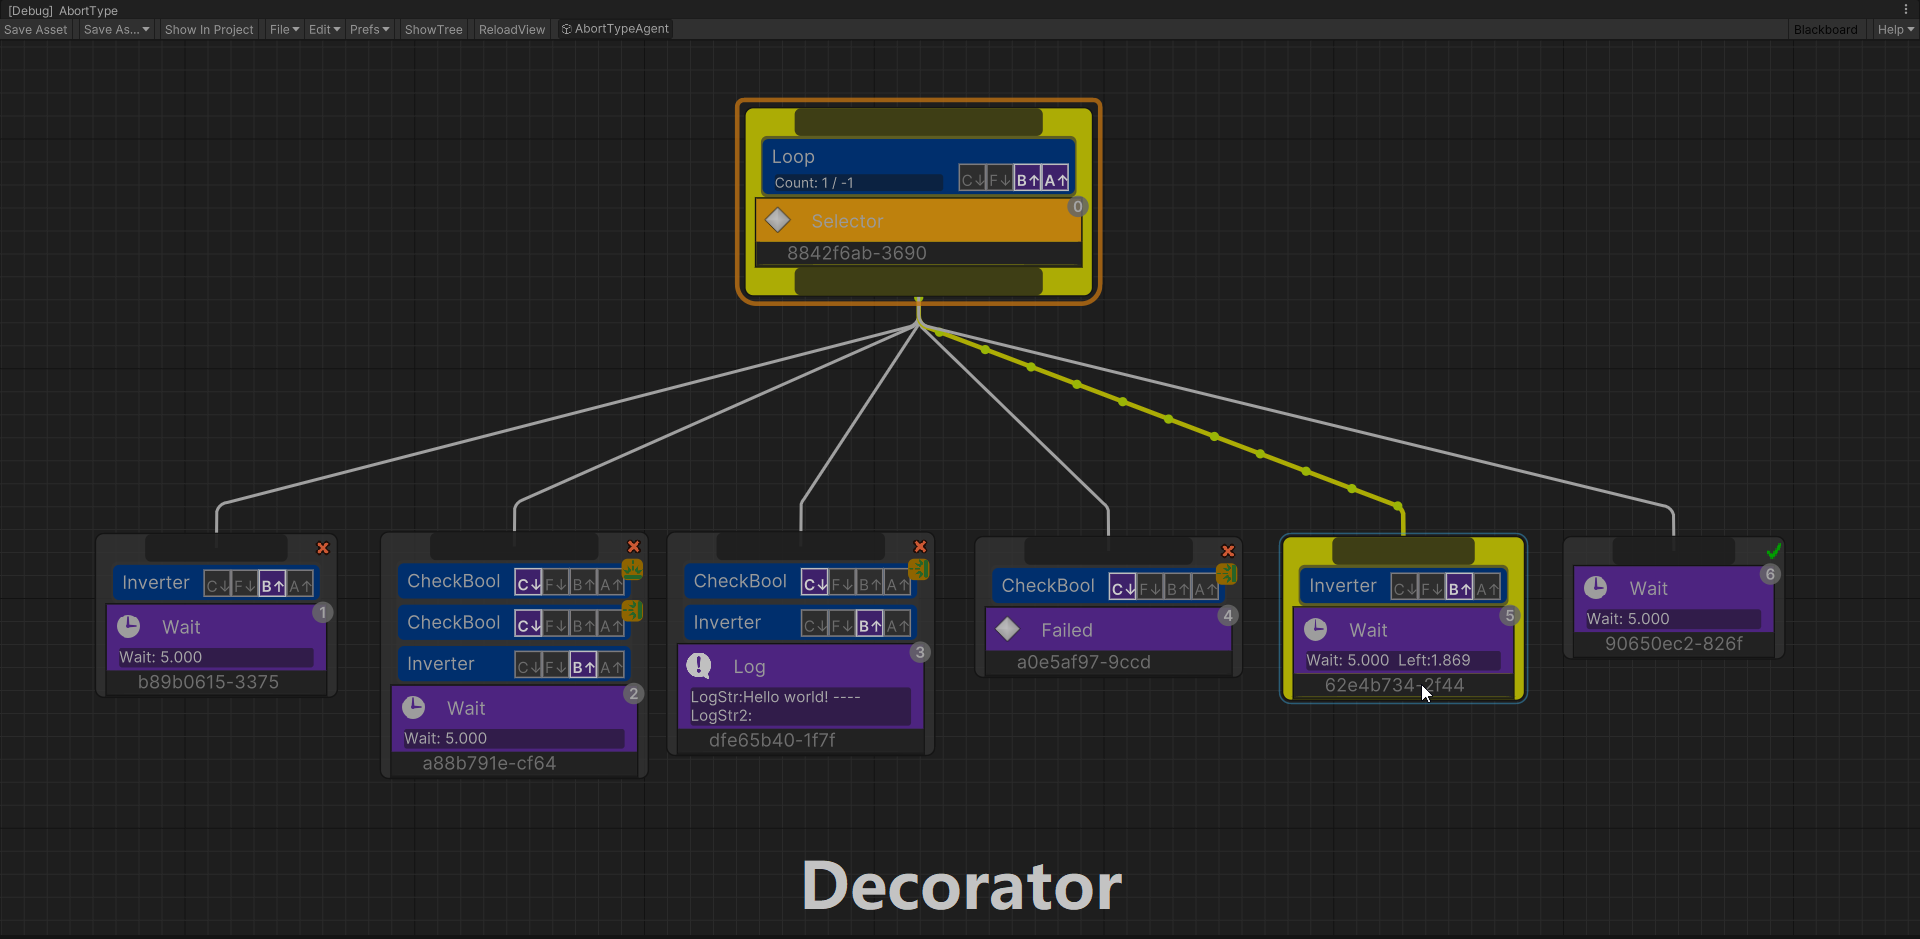 [Debug] AbortType
Save Asset Save As... Show In Project File Edit Prefs ShowTree ReloadView AbortTypeAgent Blackboard Help
Loop
Count: 1 / -1
C↓ F↓ B↑ A↑
0
Selector
8842f6ab-3690
Inverter C↓ F↓ B↑ A↑
1
Wait
Wait: 5.000
b89b0615-3375
CheckBool C↓ F↓ B↑ A↑
CheckBool C↓ F↓ B↑ A↑
Inverter C↓ F↓ B↑ A↑
2
Wait
Wait: 5.000
a88b791e-cf64
CheckBool C↓ F↓ B↑ A↑
Inverter C↓ F↓ B↑ A↑
3
Log
LogStr:Hello world! ----
LogStr2:
dfe65b40-1f7f
CheckBool C↓ F↓ B↑ A↑
4
Failed
a0e5af97-9ccd
Inverter C↓ F↓ B↑ A↑
5
Wait
Wait: 5.000 Left:1.869
62e4b734-2f44
6
Wait
Wait: 5.000
90650ec2-826f
Decorator